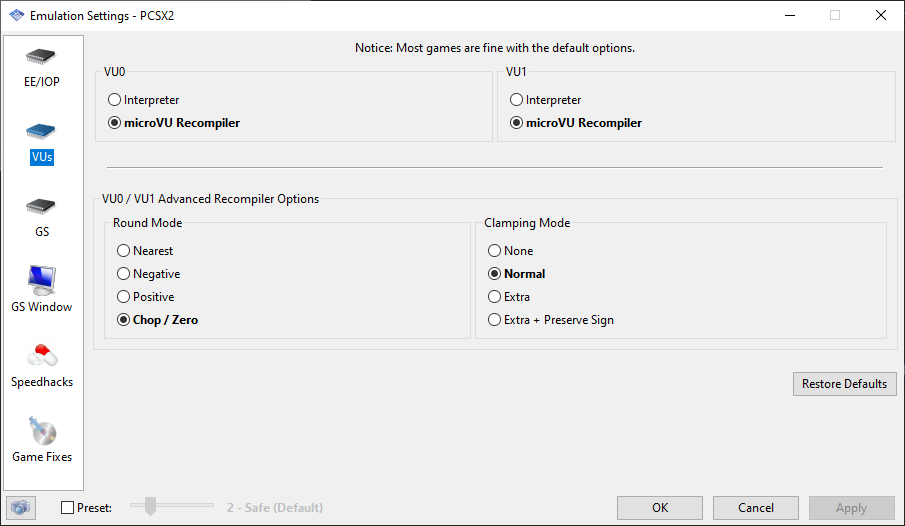 Emulation Settings - PCSX2
Notice: Most games are fine with the default options.
EE/IOP
VUs
GS
GS Window
Speedhacks
Game Fixes
VU0
Interpreter
microVU Recompiler
VU1
Interpreter
microVU Recompiler
VU0 / VU1 Advanced Recompiler Options
Round Mode
Nearest
Negative
Positive
Chop / Zero
Clamping Mode
None
Normal
Extra
Extra + Preserve Sign
Restore Defaults
Preset:
2 - Safe (Default)
OK
Cancel
Apply